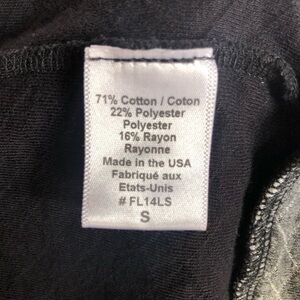 71% Cotton / Coton
22% Polyester
Polyester
16% Rayon
Rayonne
Made in the USA
Fabriqué aux
Etats-Unis
# FL14LS
S